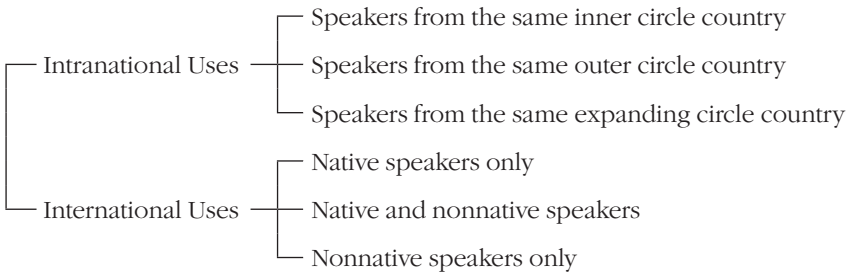 Speakers from the same inner circle country
Intranational Uses
Speakers from the same outer circle country
Speakers from the same expanding circle country
Native speakers only
International Uses
Native and nonnative speakers
Nonnative speakers only